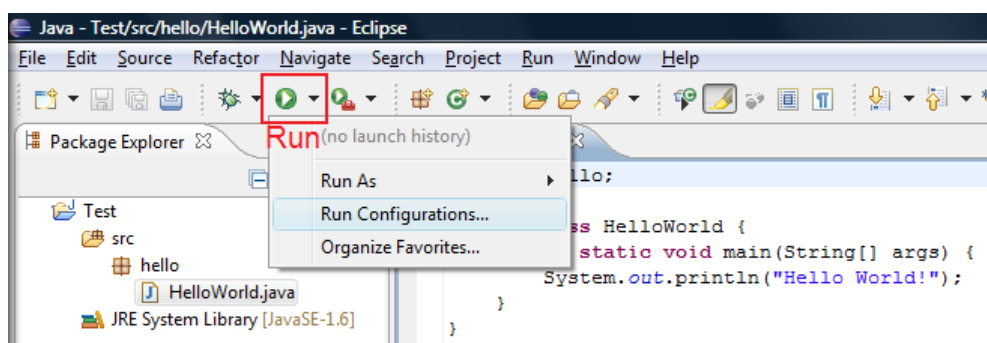 Java - Test/src/hello/HelloWorld.java - Eclipse
File Edit Source Refactor Navigate Search Project Run Window Help
Package Explorer
Run (no launch history)
Run As
Run Configurations...
Organize Favorites...
Test
src
hello
HelloWorld.java
JRE System Library [JavaSE-1.6]
llo;
ss HelloWorld {
static void main(String[] args) {
System.out.println("Hello World!");
}
}